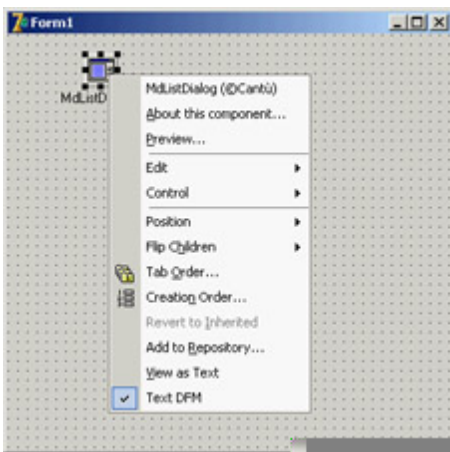 Form1
MdListD
MdListDialog (©Cantù)
About this component...
Preview...
Edit
Control
Position
Flip Children
Tab Order...
Creation Order...
Revert to Inherited
Add to Repository...
View as Text
Text DFM